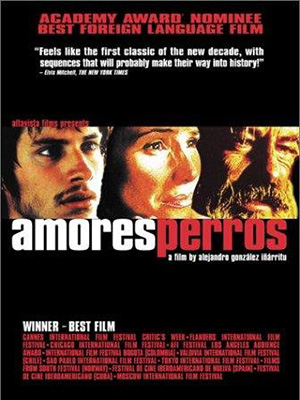 ACADEMY AWARD® NOMINEE
BEST FOREIGN LANGUAGE FILM
"Feels like the first classic of the new decade, with
sequences that will probably make their way into history!"
– Elvis Mitchell, THE NEW YORK TIMES
altavista films presents
amoresperros
a film by alejandro gonzález iñárritu
WINNER – BEST FILM
CANNES INTERNATIONAL FILM FESTIVAL CRITIC'S WEEK • FLANDERS INTERNATIONAL FILM
FESTIVAL • CHICAGO INTERNATIONAL FILM FESTIVAL • AFI FESTIVAL LOS ANGELES AUDIENCE
AWARD • INTERNATIONAL FILM FESTIVAL BOGOTA (COLOMBIA) • VALDIVIA INTERNATIONAL FILM FESTIVAL
(CHILE) • SAO PAULO INTERNATIONAL FILM FESTIVAL • TOKYO INTERNATIONAL FILM FESTIVAL • FILMS
FROM SOUTH FESTIVAL (NORWAY) • FESTIVAL DE CINE IBEROAMERICANO DE HUELVA (SPAIN) • FESTIVAL
DE CINE IBEROAMERICANO (CUBA) • MOSCOW INTERNATIONAL FILM FESTIVAL